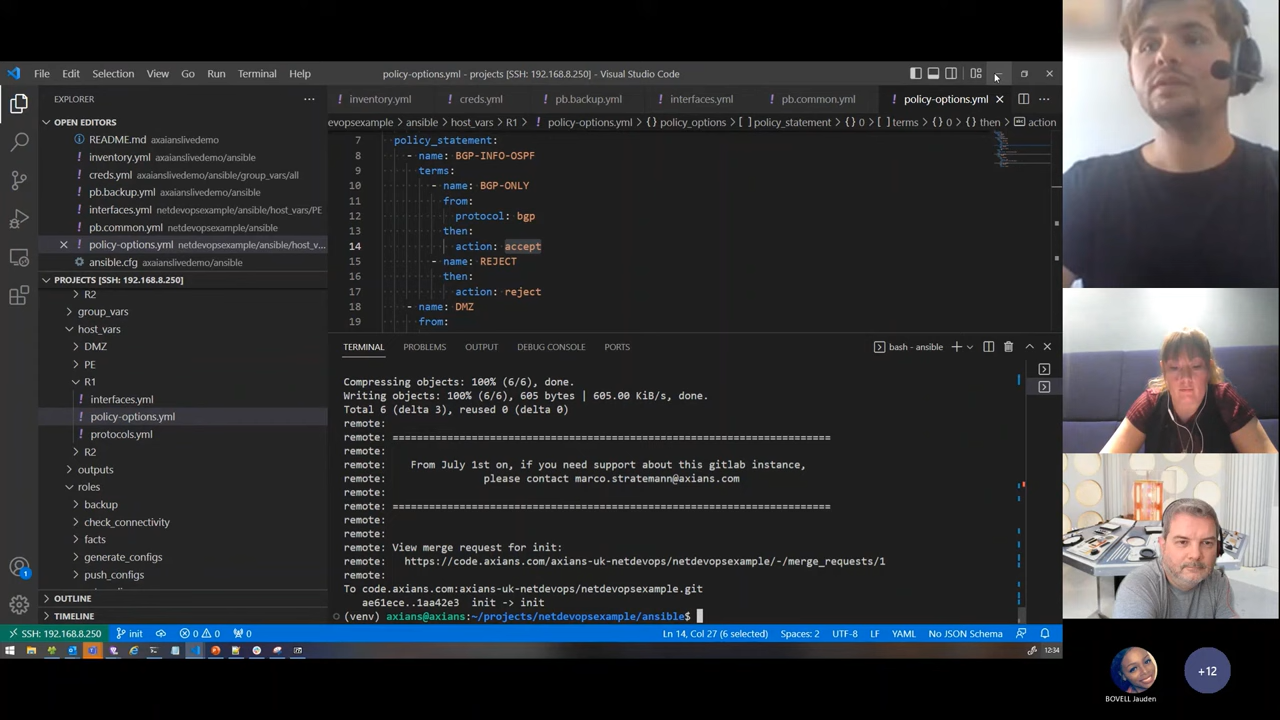 File Edit Selection View Go Run Terminal Help
policy-options.yml - projects [SSH: 192.168.8.250] - Visual Studio Code
EXPLORER
OPEN EDITORS
README.md axaianslivedemo/ansible
inventory.yml axaianslivedemo/ansible
creds.yml axaianslivedemo/ansible/group_vars/all
pb.backup.yml axaianslivedemo/ansible
interfaces.yml netdevopsexample/ansible/host_vars/PE
pb.common.yml axaianslivedemo/ansible
policy-options.yml netdevopsexample/ansible/host_v...
ansible.cfg axaianslivedemo/ansible
PROJECTS [SSH: 192.168.8.250]
R2
group_vars
host_vars
DMZ
PE
R1
interfaces.yml
policy-options.yml
protocols.yml
R2
outputs
roles
backup
check_connectivity
facts
generate_configs
push_configs
OUTLINE
TIMELINE
inventory.yml creds.yml pb.backup.yml interfaces.yml pb.common.yml policy-options.yml
devopsexample > ansible > host_vars > R1 > policy-options.yml > {} policy_options > [ ] policy_statement > {} 0 > [ ] terms > {} 0 > {} then > action
7 policy_statement:
8 - name: BGP-INFO-OSPF
9 terms:
10 - name: BGP-ONLY
11 from:
12 protocol: bgp
13 then:
14 action: accept
15 - name: REJECT
16 then:
17 action: reject
18 - name: DMZ
19 from:
TERMINAL PROBLEMS OUTPUT DEBUG CONSOLE PORTS
bash - ansible
Compressing objects: 100% (6/6), done.
Writing objects: 100% (6/6), 605 bytes | 605.00 KiB/s, done.
Total 6 (delta 3), reused 0 (delta 0)
remote:
remote: ========================================================================
remote:
remote: From July 1st on, if you need support about this gitlab instance,
remote: please contact marco.stratemann@axians.com
remote:
remote: ========================================================================
remote:
remote:
remote: View merge request for init:
remote: https://code.axians.com/axians-uk-netdevops/netdevopsexample/-/merge_requests/1
remote:
To code.axians.com:axians-uk-netdevops/netdevopsexample.git
ae61ece..1aa42e3 init -> init
(venv) axians@axians:~/projects/netdevopsexample/ansible$
1
SSH: 192.168.8.250 init 0 0 0 Ln 14, Col 27 (6 selected) Spaces: 2 UTF-8 LF YAML No JSON Schema
12:34
+12
BOVELL Jauden